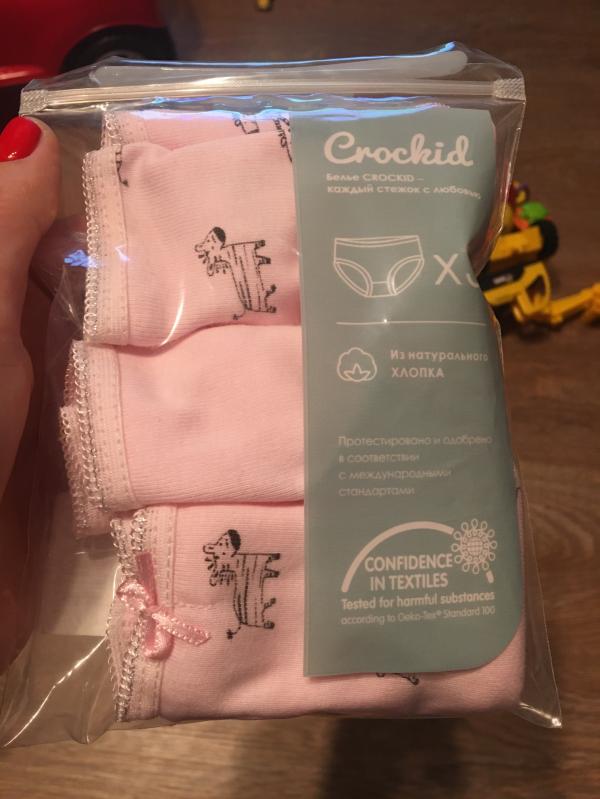 Crockid
Белье CROCKID –
каждый стежок с любовью
X 3
Из натурального
ХЛОПКА
Протестировано и одобрено
в соответствии
с международными
стандартами
CONFIDENCE
IN TEXTILES
Tested for harmful substances
according to Oeko-Tex® Standard 100